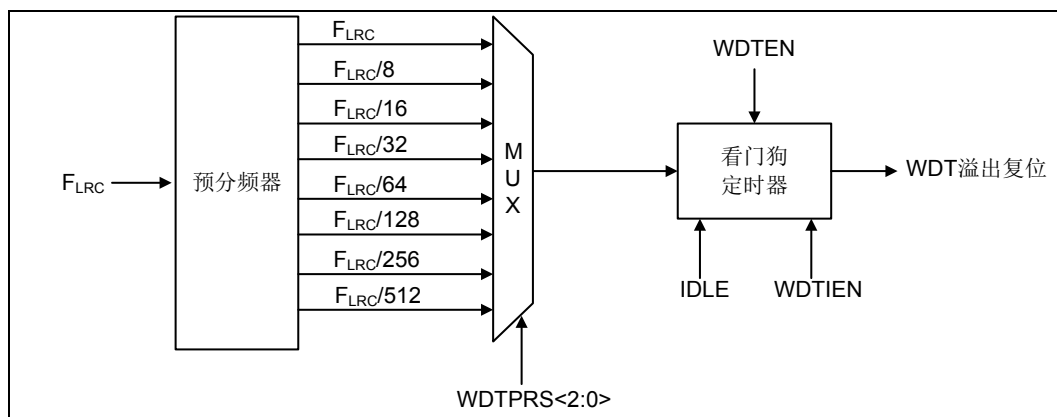 F_LRC
预分频器
F_LRC
F_LRC/8
F_LRC/16
F_LRC/32
F_LRC/64
F_LRC/128
F_LRC/256
F_LRC/512
MUX
WDTPRS<2:0>
WDTEN
看门狗
定时器
IDLE
WDTIEN
WDT溢出复位